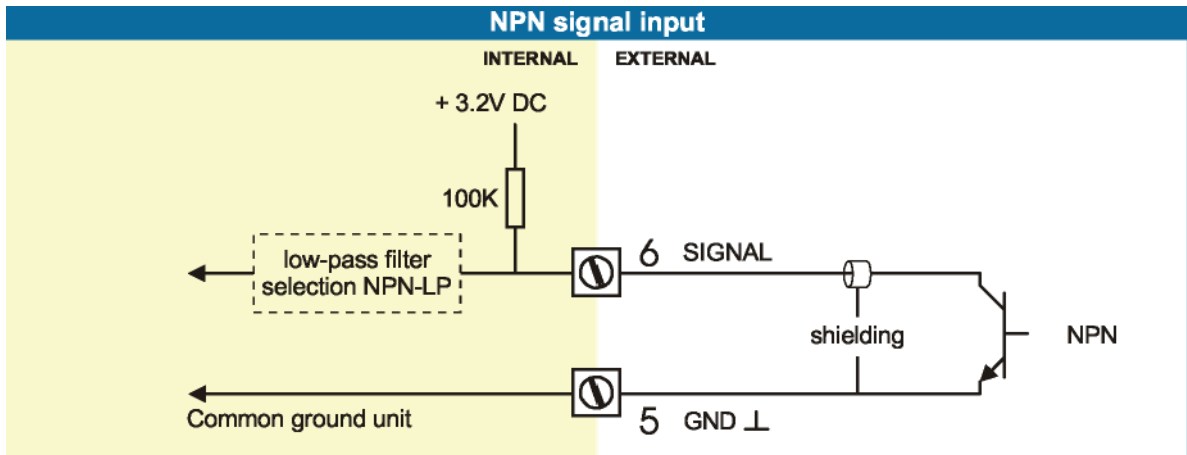 NPN signal input
INTERNAL EXTERNAL
+ 3.2V DC
100K
low-pass filter
selection NPN-LP
6 SIGNAL
shielding
NPN
Common ground unit
5 GND ⊥